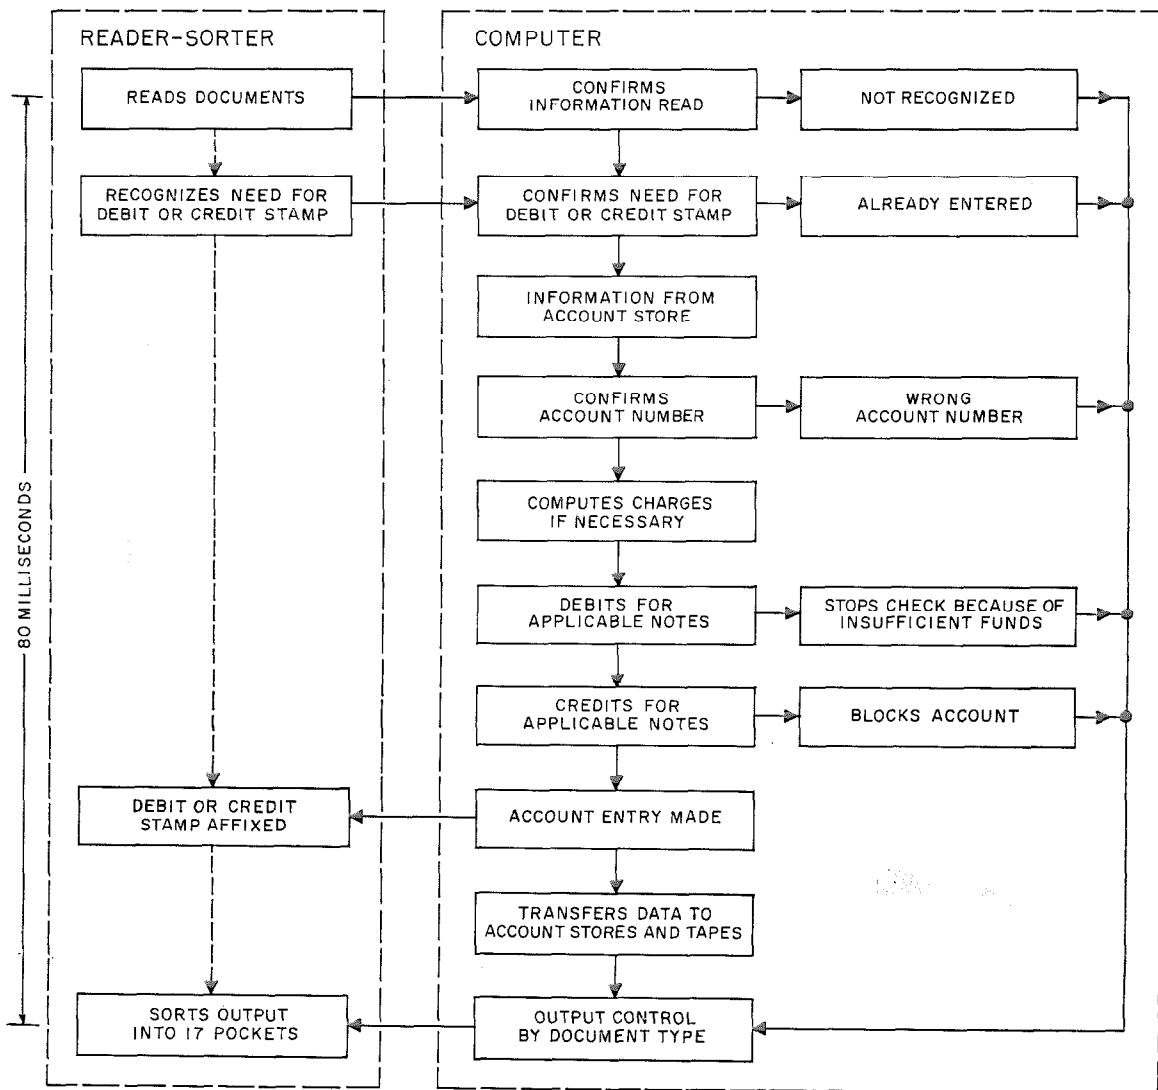 READER-SORTER
COMPUTER
READS DOCUMENTS
CONFIRMS
INFORMATION READ
NOT RECOGNIZED
RECOGNIZES NEED FOR
DEBIT OR CREDIT STAMP
CONFIRMS NEED FOR
DEBIT OR CREDIT STAMP
ALREADY ENTERED
INFORMATION FROM
ACCOUNT STORE
CONFIRMS
ACCOUNT NUMBER
WRONG
ACCOUNT NUMBER
COMPUTES CHARGES
IF NECESSARY
80 MILLISECONDS
DEBITS FOR
APPLICABLE NOTES
STOPS CHECK BECAUSE OF
INSUFFICIENT FUNDS
CREDITS FOR
APPLICABLE NOTES
BLOCKS ACCOUNT
DEBIT OR CREDIT
STAMP AFFIXED
ACCOUNT ENTRY MADE
TRANSFERS DATA TO
ACCOUNT STORES AND TAPES
SORTS OUTPUT
INTO 17 POCKETS
OUTPUT CONTROL
BY DOCUMENT TYPE